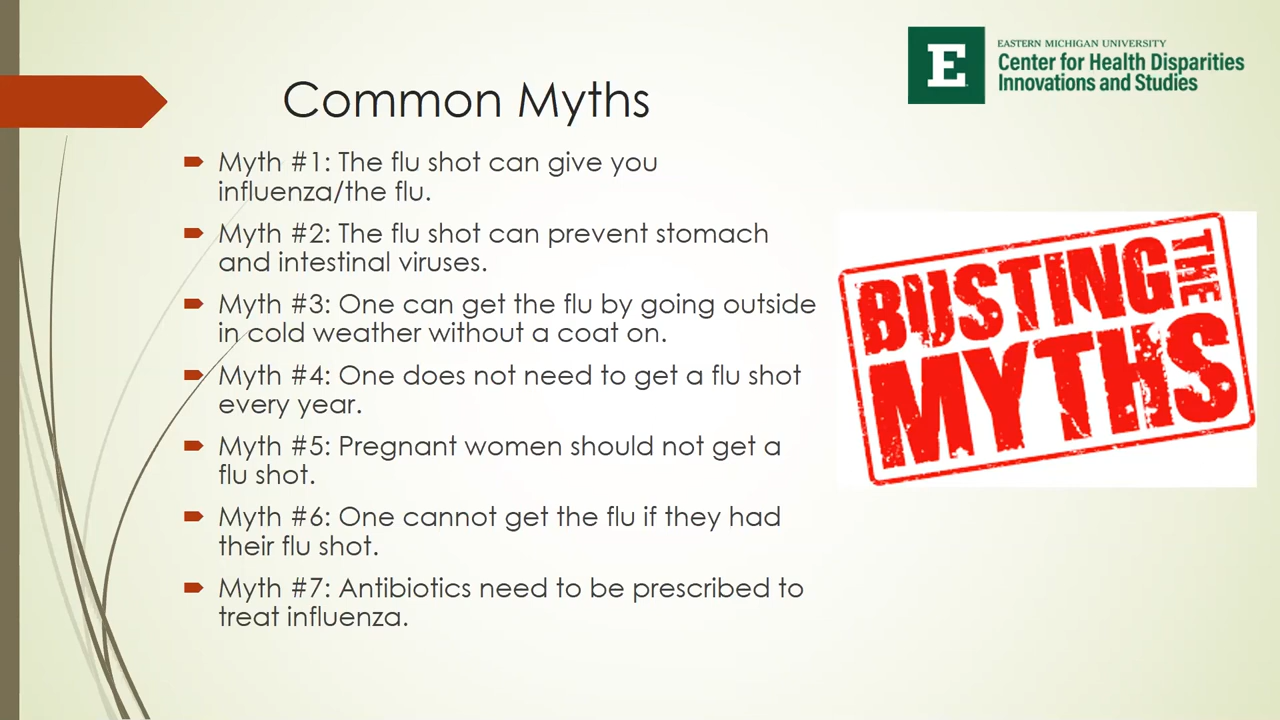 EASTERN MICHIGAN UNIVERSITY
E Center for Health Disparities
Innovations and Studies
Common Myths
Myth #1: The flu shot can give you
influenza/the flu.
Myth #2: The flu shot can prevent stomach
and intestinal viruses.
Myth #3: One can get the flu by going outside
in cold weather without a coat on.
Myth #4: One does not need to get a flu shot
every year.
Myth #5: Pregnant women should not get a
flu shot.
Myth #6: One cannot get the flu if they had
their flu shot.
Myth #7: Antibiotics need to be prescribed to
treat influenza.
BUSTING THE
MYTHS